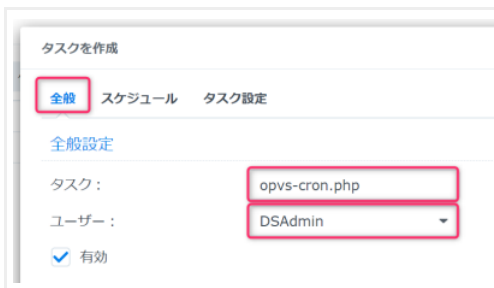 タスクを作成
全般 スケジュール タスク設定
全般設定
タスク： opvs-cron.php
ユーザー： DSAdmin
有効